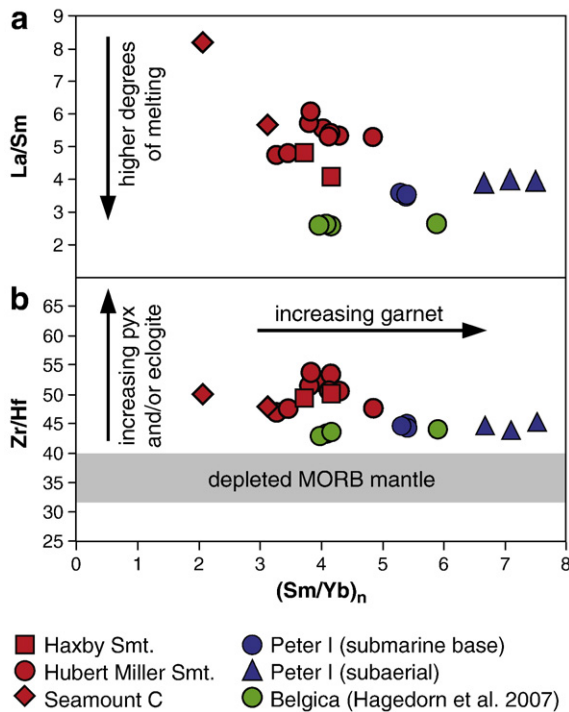 a
9
8
7
6
5
4
3
2
La/Sm
higher degrees
of melting
b
65
60
55
50
45
40
35
30
25
Zr/Hf
increasing pyx
and/or eclogite
increasing garnet
depleted MORB mantle
0 1 2 3 4 5 6 7 8
(Sm/Yb)n
Haxby Smt.
Hubert Miller Smt.
Seamount C
Peter I (submarine base)
Peter I (subaerial)
Belgica (Hagedorn et al. 2007)